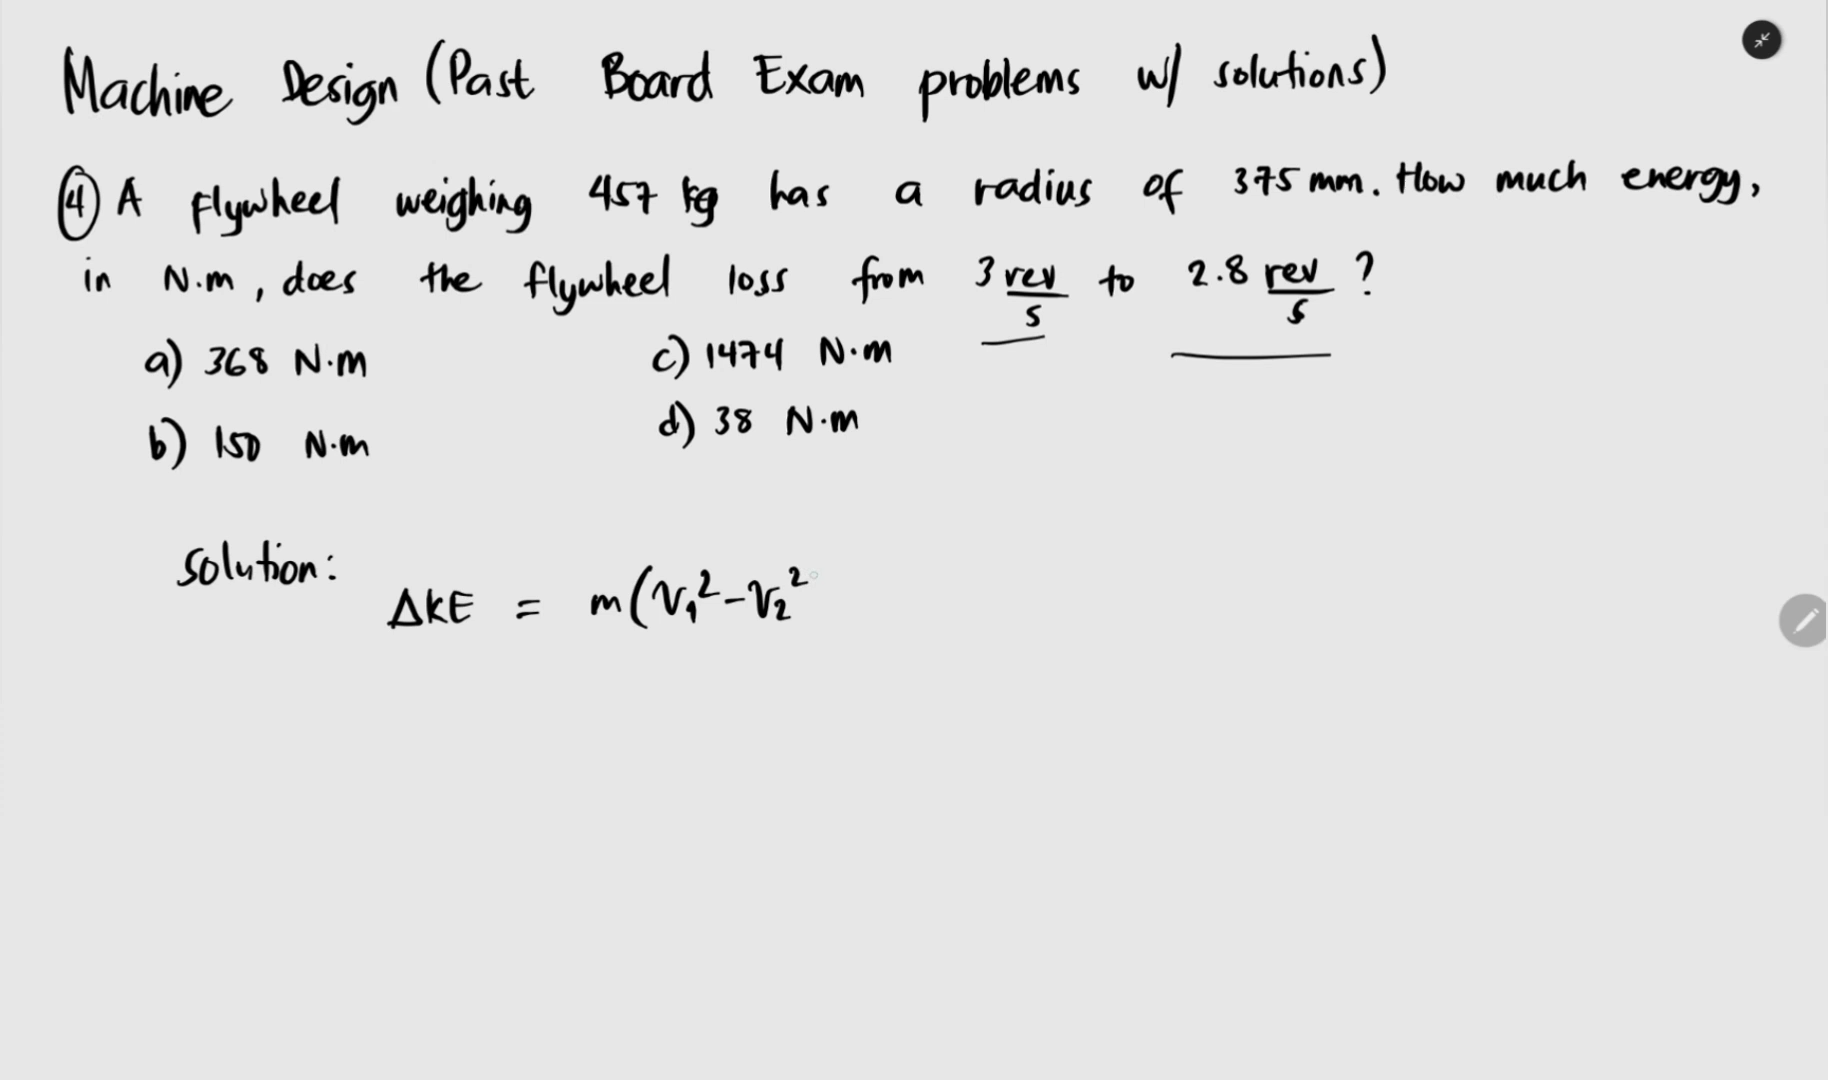 Machine Design (Past Board Exam problems w/ solutions)
④ A flywheel weighing 457 kg has a radius of 375 mm. How much energy,
in N.m, does the flywheel loss from 3 rev/s to 2.8 rev/s ?
a) 368 N.m
c) 1474 N.m
b) 150 N.m
d) 38 N.m
Solution:
ΔKE = m(V₁² - V₂²